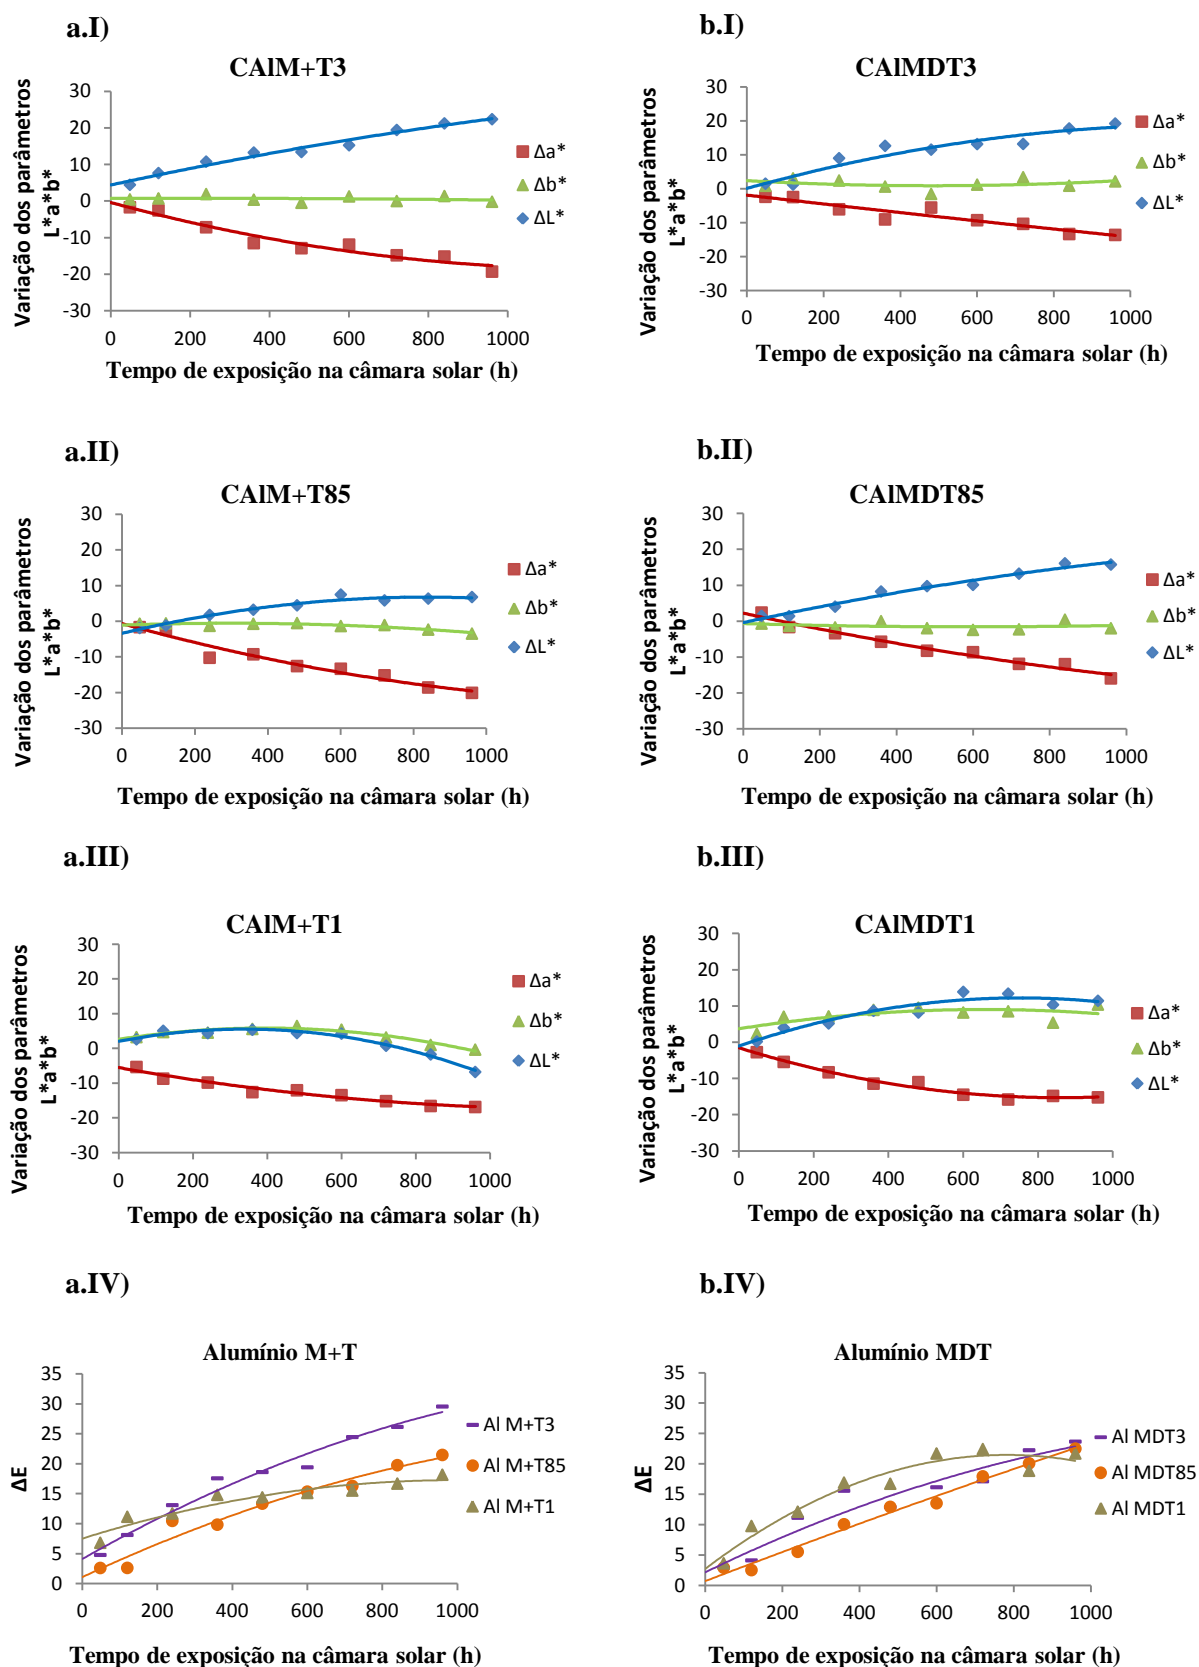 a.I)
CAlM+T3
Variação dos parâmetros
L*a*b*
30
20
10
0
-10
-20
-30
0 200 400 600 800 1000
Δa*
Δb*
ΔL*
Tempo de exposição na câmara solar (h)
b.I)
CAlMDT3
Variação dos parâmetros
L*a*b*
30
20
10
0
-10
-20
-30
0 200 400 600 800 1000
Δa*
Δb*
ΔL*
Tempo de exposição na câmara solar (h)
a.II)
CAlM+T85
Variação dos parâmetros
L*a*b*
30
20
10
0
-10
-20
-30
0 200 400 600 800 1000
Δa*
Δb*
ΔL*
Tempo de exposição na câmara solar (h)
b.II)
CAlMDT85
Variação dos parâmetros
L*a*b*
30
20
10
0
-10
-20
-30
0 200 400 600 800 1000
Δa*
Δb*
ΔL*
Tempo de exposição na câmara solar (h)
a.III)
CAlM+T1
Variação dos parâmetros
L*a*b*
30
20
10
0
-10
-20
-30
0 200 400 600 800 1000
Δa*
Δb*
ΔL*
Tempo de exposição na câmara solar (h)
b.III)
CAlMDT1
Variação dos parâmetros
L*a*b*
30
20
10
0
-10
-20
-30
0 200 400 600 800 1000
Δa*
Δb*
ΔL*
Tempo de exposição na câmara solar (h)
a.IV)
Alumínio M+T
ΔE
35
30
25
20
15
10
5
0
0 200 400 600 800 1000
Al M+T3
Al M+T85
Al M+T1
Tempo de exposição na câmara solar (h)
b.IV)
Alumínio MDT
ΔE
35
30
25
20
15
10
5
0
0 200 400 600 800 1000
Al MDT3
Al MDT85
Al MDT1
Tempo de exposição na câmara solar (h)